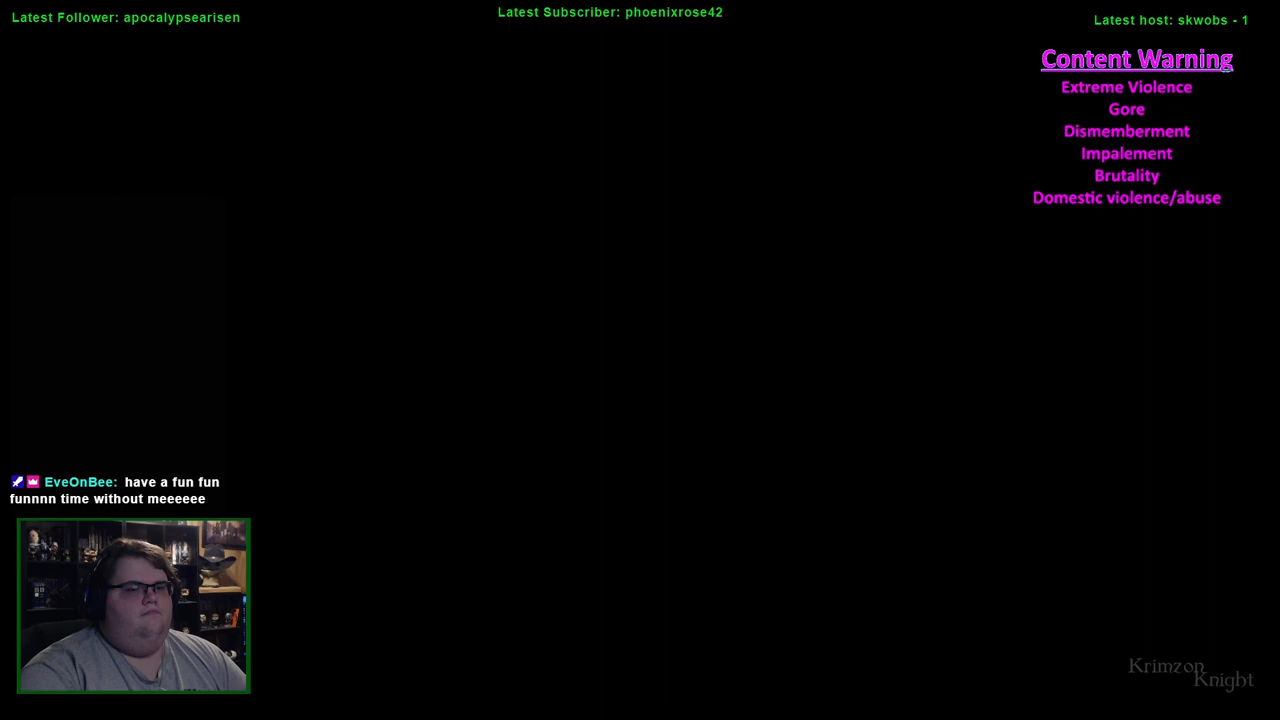 Latest Follower: apocalypsearisen
Latest Subscriber: phoenixrose42
Latest host: skwobs - 1
Content Warning
Extreme Violence
Gore
Dismemberment
Impalement
Brutality
Domestic violence/abuse
EveOnBee: have a fun fun
funnnn time without meeeeee
Krimzon
Knight